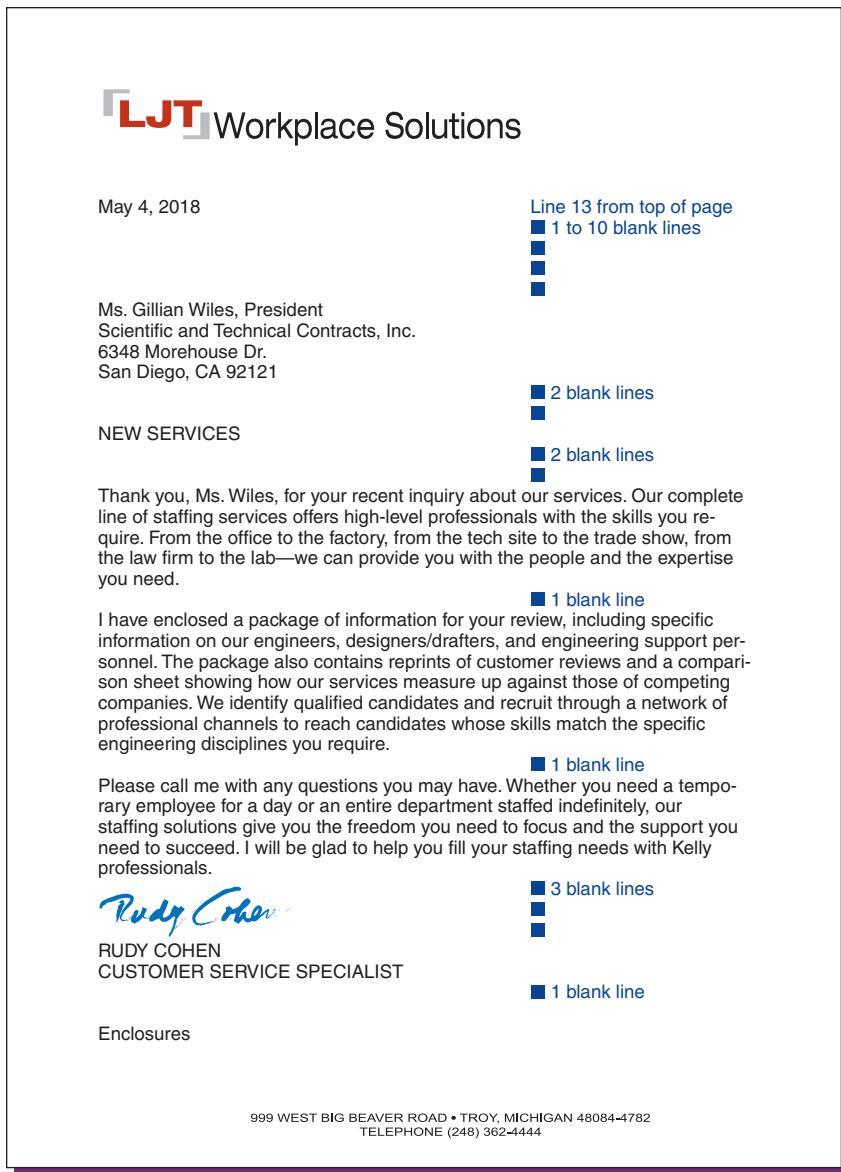 LJT Workplace Solutions
May 4, 2018
Line 13 from top of page
1 to 10 blank lines
Ms. Gillian Wiles, President
Scientific and Technical Contracts, Inc.
6348 Morehouse Dr.
San Diego, CA 92121
2 blank lines
NEW SERVICES
2 blank lines
Thank you, Ms. Wiles, for your recent inquiry about our services. Our complete
line of staffing services offers high-level professionals with the skills you re-
quire. From the office to the factory, from the tech site to the trade show, from
the law firm to the lab—we can provide you with the people and the expertise
you need.
1 blank line
I have enclosed a package of information for your review, including specific
information on our engineers, designers/drafters, and engineering support per-
sonnel. The package also contains reprints of customer reviews and a compari-
son sheet showing how our services measure up against those of competing
companies. We identify qualified candidates and recruit through a network of
professional channels to reach candidates whose skills match the specific
engineering disciplines you require.
1 blank line
Please call me with any questions you may have. Whether you need a tempo-
rary employee for a day or an entire department staffed indefinitely, our
staffing solutions give you the freedom you need to focus and the support you
need to succeed. I will be glad to help you fill your staffing needs with Kelly
professionals.
3 blank lines
Rudy Cohen
RUDY COHEN
CUSTOMER SERVICE SPECIALIST
1 blank line
Enclosures
999 WEST BIG BEAVER ROAD • TROY, MICHIGAN 48084-4782
TELEPHONE (248) 362-4444